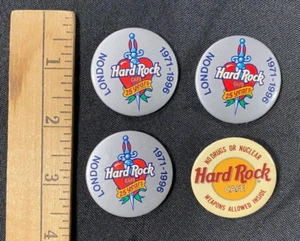 1
2
3
4
LONDON
1971-1996
Hard Rock
CAFE
25 years
LONDON
1971-1996
Hard Rock
CAFE
25 years
LONDON
1971-1996
Hard Rock
CAFE
25 years
NO DRUGS OR NUCLEAR
Hard Rock
CAFE
WEAPONS ALLOWED INSIDE